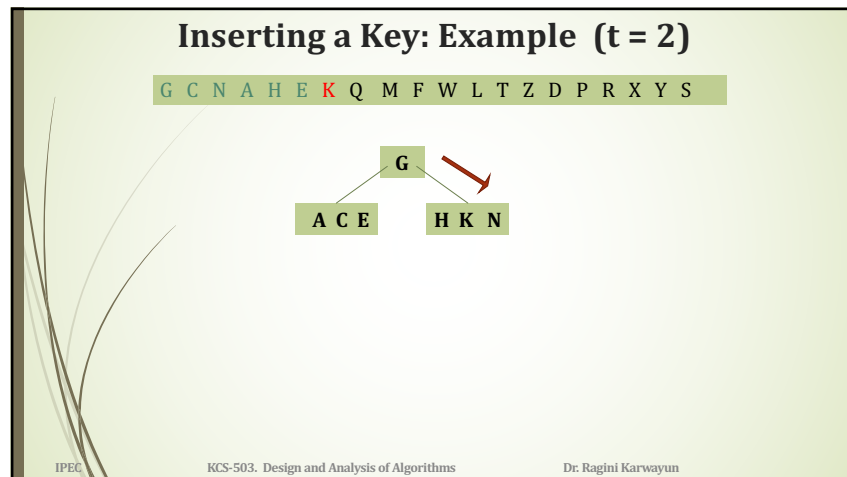 Inserting a Key: Example (t = 2)
G C N A H E K Q M F W L T Z D P R X Y S
G
A C E H K N
IPEC KCS-503. Design and Analysis of Algorithms Dr. Ragini Karwayun